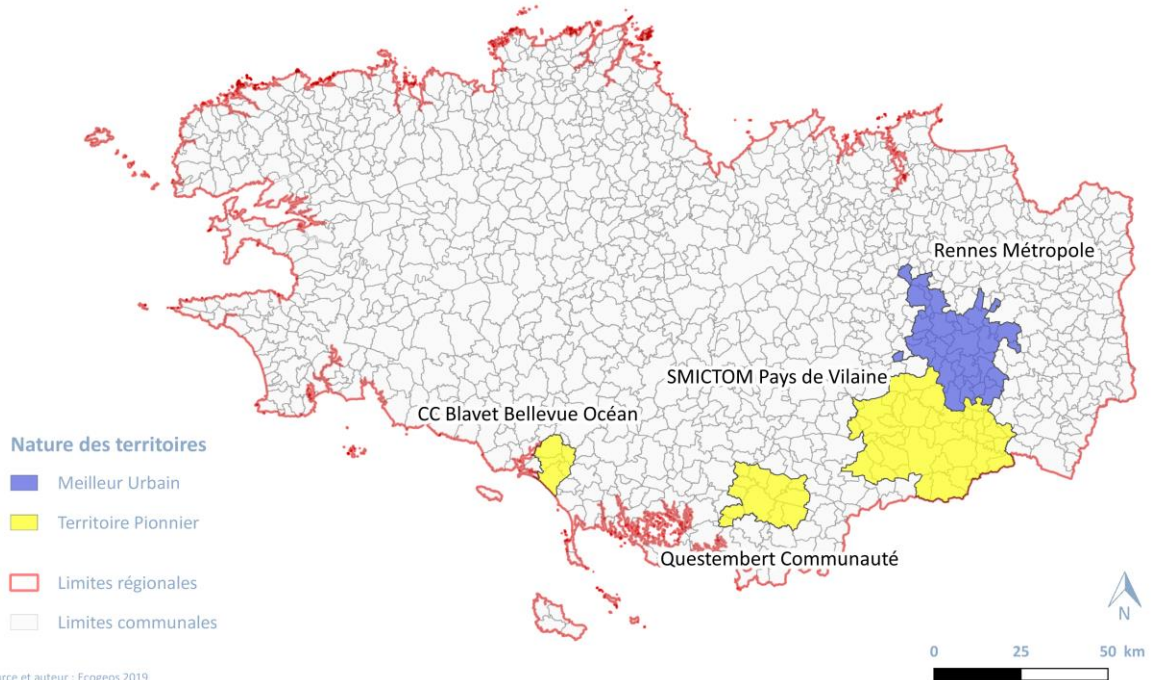 Rennes Métropole
SMICTOM Pays de Vilaine
CC Blavet Bellevue Océan
Questembert Communauté
Nature des territoires
Meilleur Urbain
Territoire Pionnier
Limites régionales
Limites communales
N
0 25 50 km
et auteur : Ecogeos 2019